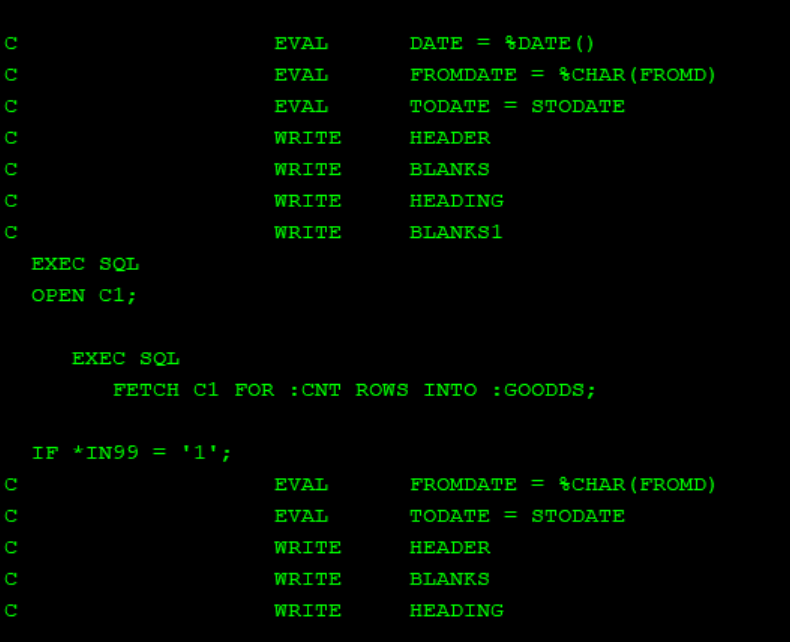 C                   EVAL      DATE = %DATE()
C                   EVAL      FROMDATE = %CHAR(FROMD)
C                   EVAL      TODATE = STODATE
C                   WRITE     HEADER
C                   WRITE     BLANKS
C                   WRITE     HEADING
C                   WRITE     BLANKS1
  EXEC SQL
  OPEN C1;
     EXEC SQL
        FETCH C1 FOR :CNT ROWS INTO :GOODDS;
  IF *IN99 = '1';
C                   EVAL      FROMDATE = %CHAR(FROMD)
C                   EVAL      TODATE = STODATE
C                   WRITE     HEADER
C                   WRITE     BLANKS
C                   WRITE     HEADING